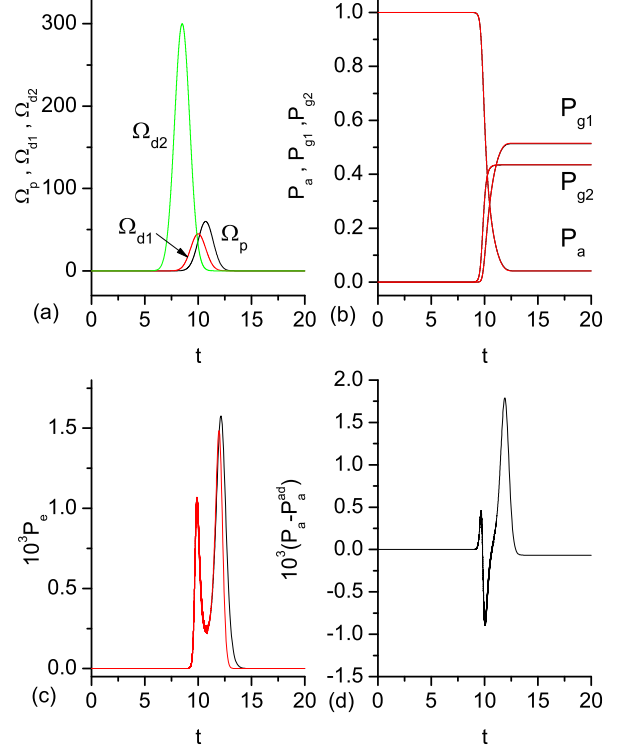 Ω_p , Ω_d1 , Ω_d2
300
200
100
0
Ω_d2
Ω_d1
Ω_p
(a)
0 5 10 15 20
t
P_a , P_g1 , P_g2
1.0
0.8
0.6
0.4
0.2
0.0
P_g1
P_g2
P_a
(b)
0 5 10 15 20
t
10^3P_e
1.5
1.0
0.5
0.0
(c)
0 5 10 15 20
t
10^3(P_a-P_a^ad)
2.0
1.5
1.0
0.5
0.0
-0.5
-1.0
-1.5
(d)
0 5 10 15 20
t